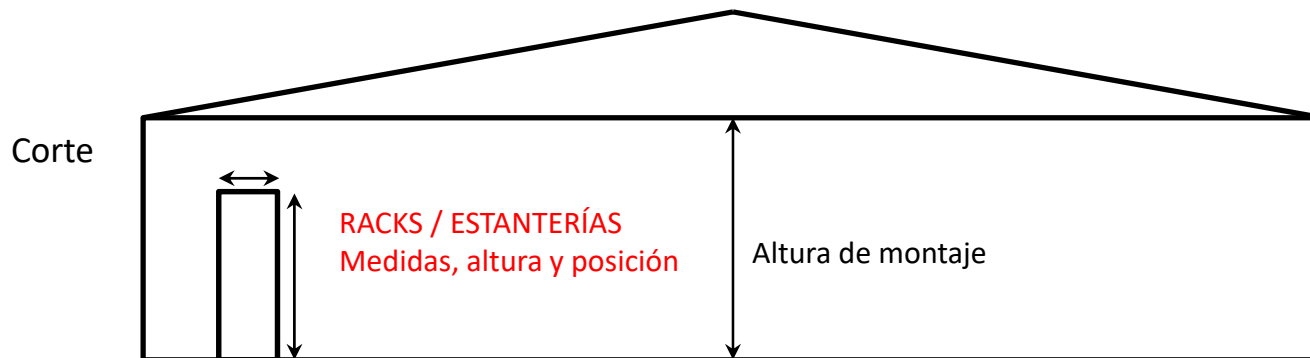 Corte
RACKS / ESTANTERÍAS
Medidas, altura y posición
Altura de montaje